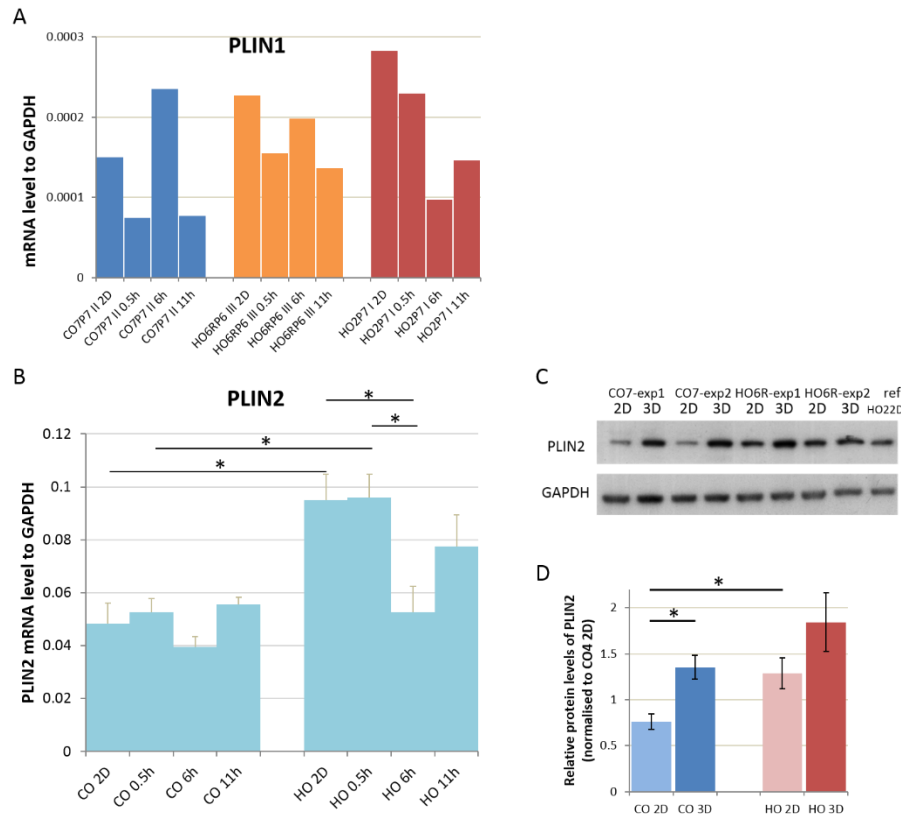 A
PLIN1
mRNA level to GAPDH
0.0003
0.0002
0.0001
0
CO7P7 II 2D
CO7P7 II 0.5h
CO7P7 II 6h
CO7P7 II 11h
HO6RP6 III 2D
HO6RP6 III 0.5h
HO6RP6 III 6h
HO6RP6 III 11h
HO2P7 I 2D
HO2P7 I 0.5h
HO2P7 I 6h
HO2P7 I 11h
B
PLIN2
PLIN2 mRNA level to GAPDH
0.12
0.1
0.08
0.06
0.04
0.02
0
*
*
*
*
CO 2D
CO 0.5h
CO 6h
CO 11h
HO 2D
HO 0.5h
HO 6h
HO 11h
C
CO7-exp1 CO7-exp2 HO6R-exp1 HO6R-exp2 ref
2D 3D 2D 3D 2D 3D 2D 3D HO22D
PLIN2
GAPDH
D
Relative protein levels of PLIN2
(normalised to CO4 2D)
2
1.5
1
0.5
0
*
*
CO 2D
CO 3D
HO 2D
HO 3D